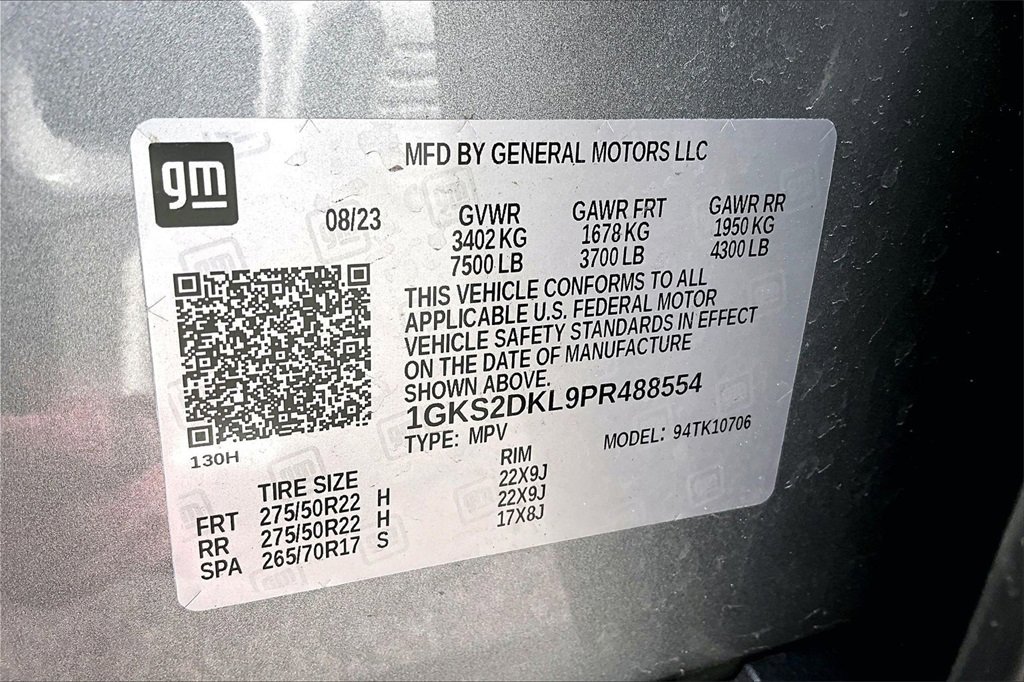 gm
MFD BY GENERAL MOTORS LLC
08/23 GVWR GAWR FRT GAWR RR
3402 KG 1678 KG 1950 KG
7500 LB 3700 LB 4300 LB
THIS VEHICLE CONFORMS TO ALL
APPLICABLE U.S. FEDERAL MOTOR
VEHICLE SAFETY STANDARDS IN EFFECT
ON THE DATE OF MANUFACTURE
SHOWN ABOVE.
1GKS2DKL9PR488554
TYPE: MPV MODEL: 94TK10706
130H
TIRE SIZE RIM
FRT 275/50R22 H 22X9J
RR 275/50R22 H 22X9J
SPA 265/70R17 S 17X8J